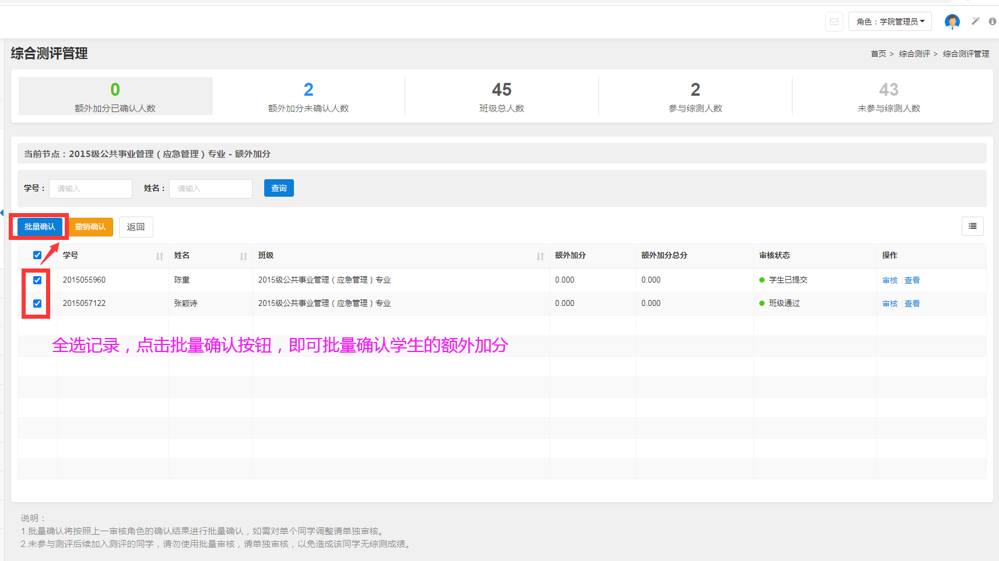 角色：学院管理员
综合测评管理
首页 > 综合测评 > 综合测评管理
0 2 45 2 43
额外加分已确认人数 额外加分未确认人数 班级总人数 参与综测人数 未参与综测人数
当前节点：2015级公共事业管理（应急管理）专业 - 额外加分
学号： 请输入 姓名： 请输入 查询
批量确认 撤销确认 返回
学号 姓名 班级 额外加分 额外加分总分 审核状态 操作
2015055960 陈童 2015级公共事业管理（应急管理）专业 0.000 0.000 学生已提交 审核 查看
2015057122 张颖诗 2015级公共事业管理（应急管理）专业 0.000 0.000 班级通过 审核 查看
全选记录，点击批量确认按钮，即可批量确认学生的额外加分
说明：
1.批量确认将按照上一审核角色的确认结果进行批量确认，如需对单个同学调整请单独审核。
2.未参与测评后续加入测评的同学，请勿使用批量审核，请单独审核，以免造成该同学无综测成绩。